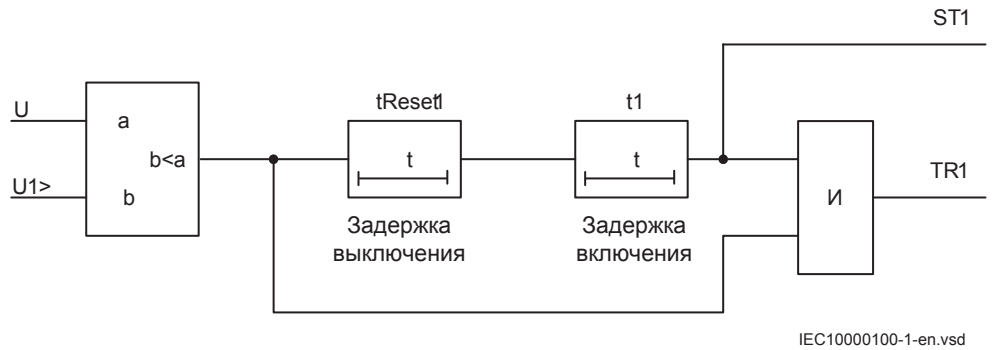 ST1
tReset1
t1
U
a
b<a
t
t
TR1
U1>
b
И
Задержка
выключения
Задержка
включения
IEC10000100-1-en.vsd